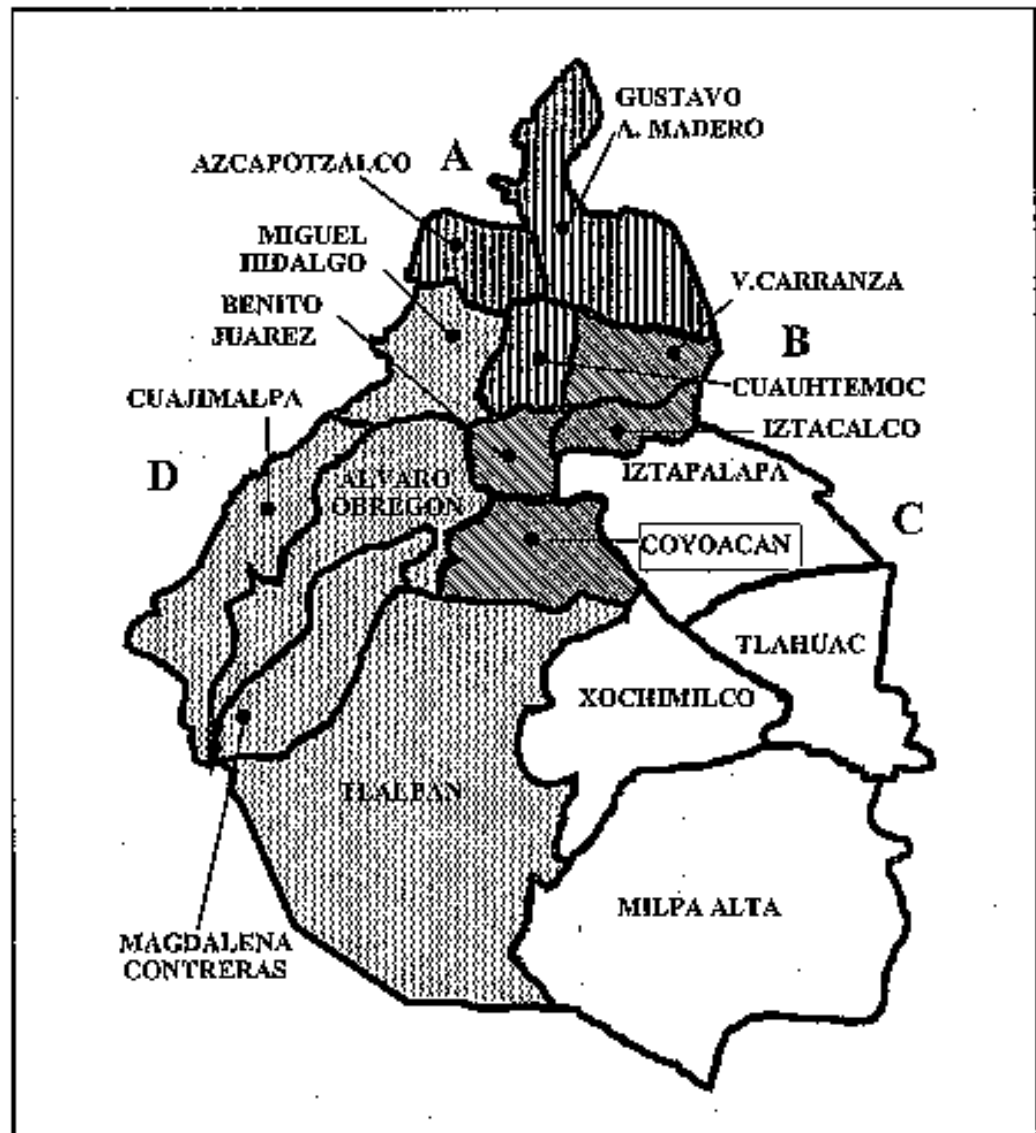 GUSTAVO
A. MADERO
A
AZCAPOTZALCO
MIGUEL
HIDALGO
V.CARRANZA
BENITO
JUAREZ
B
CUAUHTEMOC
CUAJIMALPA
IZTACALCO
D
IZTAPALAPA
ALVARO
OBREGON
C
COYOACAN
TLAHUAC
XOCHIMILCO
TLALPAN
MILPA ALTA
MAGDALENA
CONTRERAS